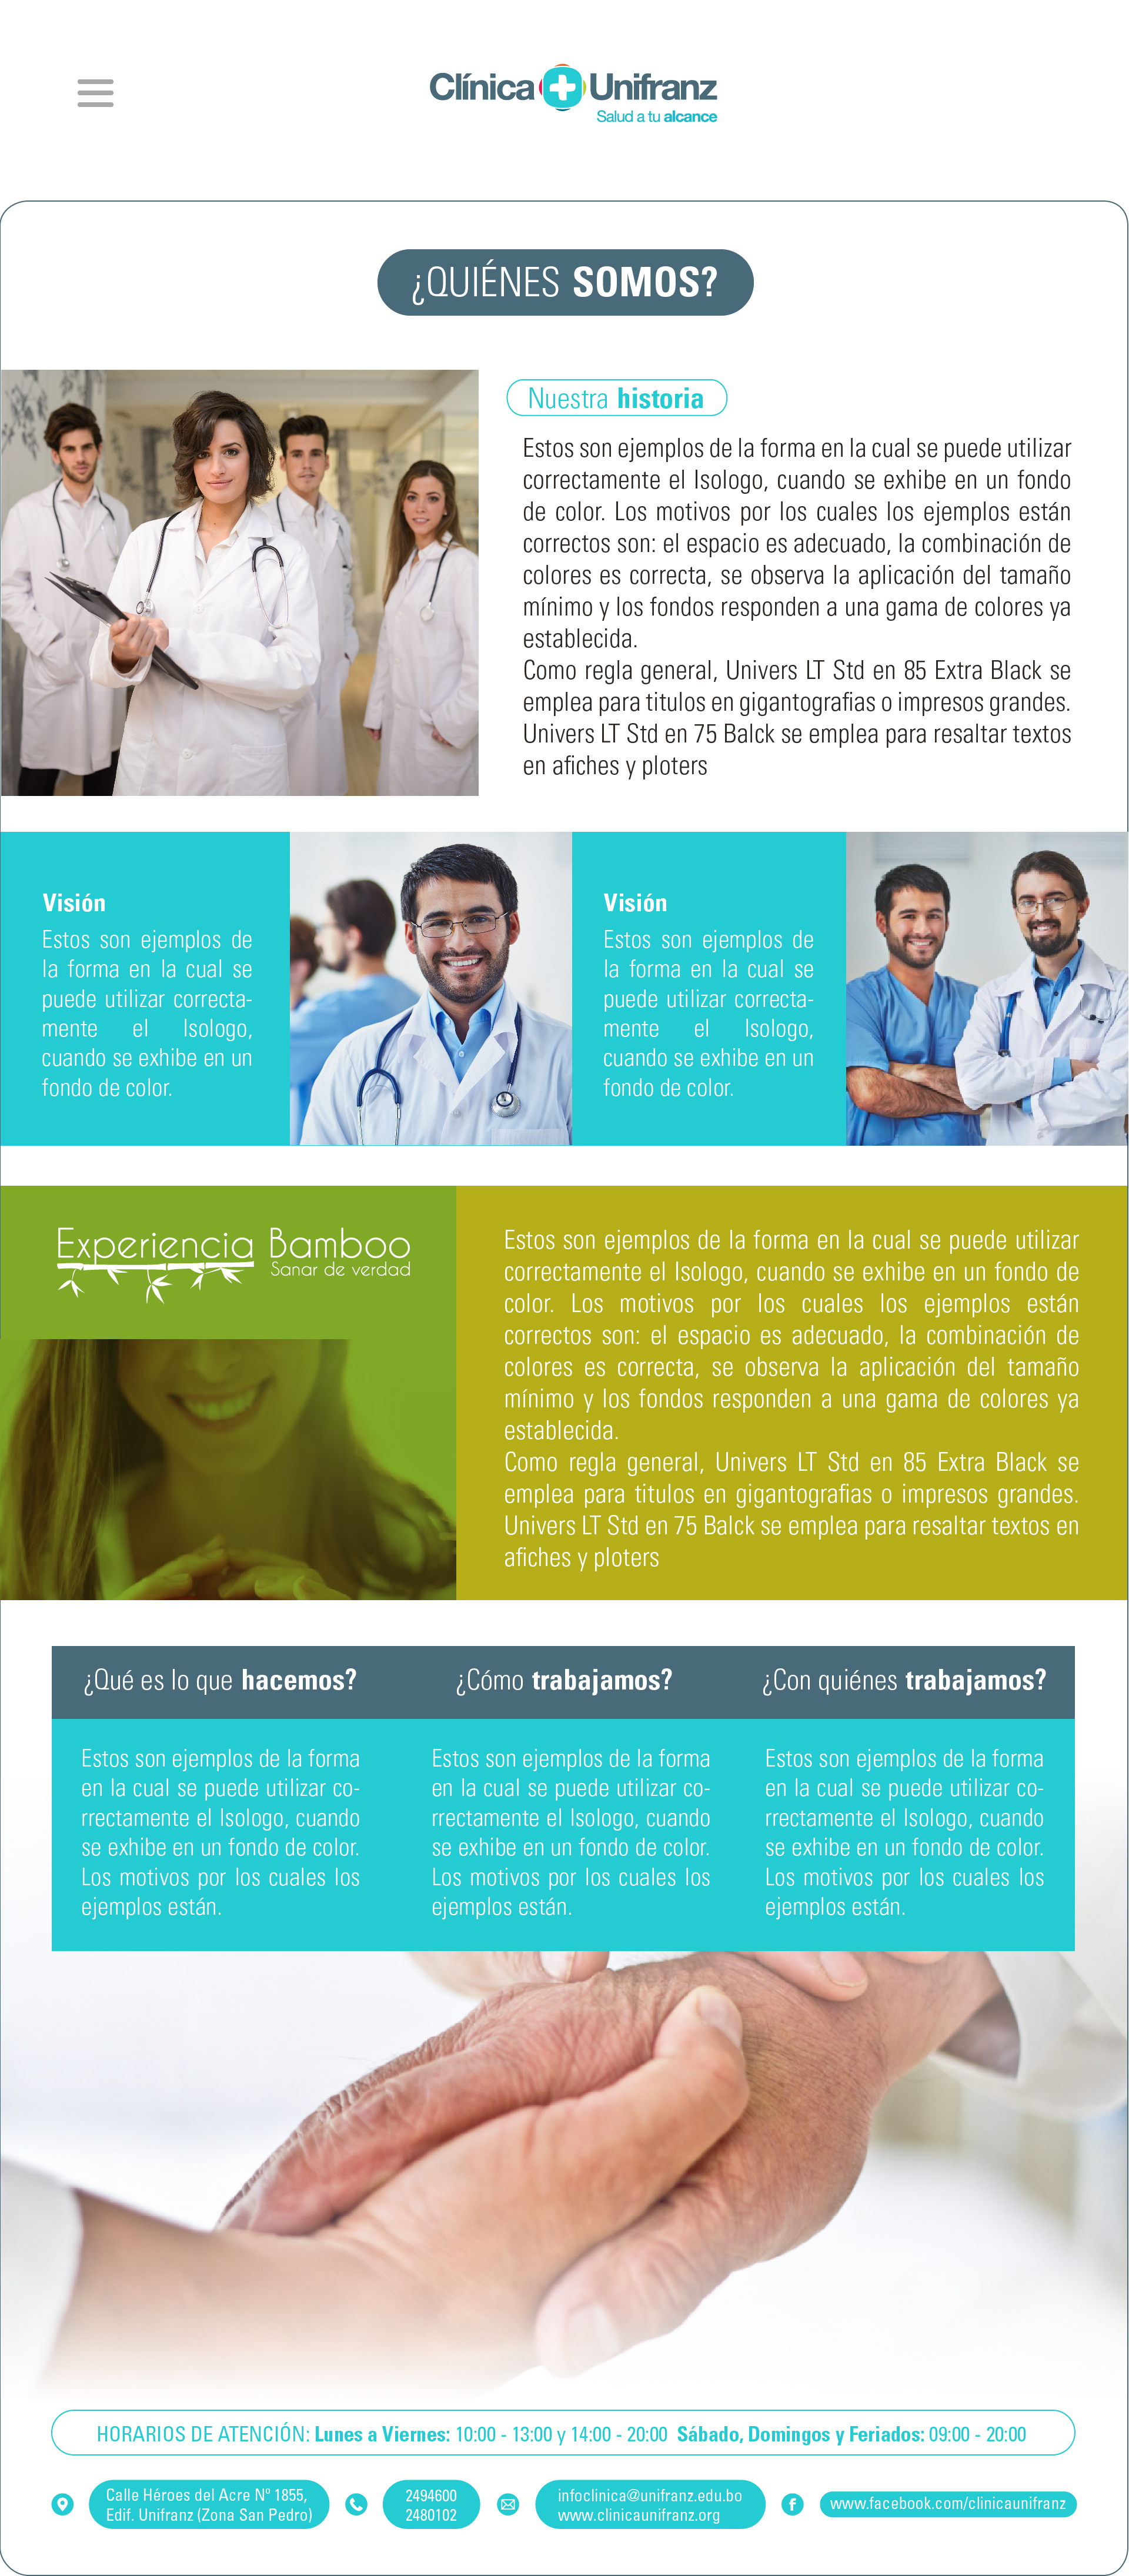 Clínica Unifranz
Salud a tu alcance
¿QUIÉNES SOMOS?
Nuestra historia
Estos son ejemplos de la forma en la cual se puede utilizar
correctamente el Isologo, cuando se exhibe en un fondo
de color. Los motivos por los cuales los ejemplos están
correctos son: el espacio es adecuado, la combinación de
colores es correcta, se observa la aplicación del tamaño
mínimo y los fondos responden a una gama de colores ya
establecida.
Como regla general, Univers LT Std en 85 Extra Black se
emplea para titulos en gigantografias o impresos grandes.
Univers LT Std en 75 Balck se emplea para resaltar textos
en afiches y ploters
Visión
Estos son ejemplos de
la forma en la cual se
puede utilizar correcta-
mente el Isologo,
cuando se exhibe en un
fondo de color.
Visión
Estos son ejemplos de
la forma en la cual se
puede utilizar correcta-
mente el Isologo,
cuando se exhibe en un
fondo de color.
Experiencia Bamboo
Sanar de verdad
Estos son ejemplos de la forma en la cual se puede utilizar
correctamente el Isologo, cuando se exhibe en un fondo de
color. Los motivos por los cuales los ejemplos están
correctos son: el espacio es adecuado, la combinación de
colores es correcta, se observa la aplicación del tamaño
mínimo y los fondos responden a una gama de colores ya
establecida.
Como regla general, Univers LT Std en 85 Extra Black se
emplea para titulos en gigantografias o impresos grandes.
Univers LT Std en 75 Balck se emplea para resaltar textos en
afiches y ploters
¿Qué es lo que hacemos?
Estos son ejemplos de la forma
en la cual se puede utilizar co-
rrectamente el Isologo, cuando
se exhibe en un fondo de color.
Los motivos por los cuales los
ejemplos están.
¿Cómo trabajamos?
Estos son ejemplos de la forma
en la cual se puede utilizar co-
rrectamente el Isologo, cuando
se exhibe en un fondo de color.
Los motivos por los cuales los
ejemplos están.
¿Con quiénes trabajamos?
Estos son ejemplos de la forma
en la cual se puede utilizar co-
rrectamente el Isologo, cuando
se exhibe en un fondo de color.
Los motivos por los cuales los
ejemplos están.
HORARIOS DE ATENCIÓN: Lunes a Viernes: 10:00 - 13:00 y 14:00 - 20:00 Sábado, Domingos y Feriados: 09:00 - 20:00
Calle Héroes del Acre Nº 1855,
Edif. Unifranz (Zona San Pedro)
2494600
2480102
infoclinica@unifranz.edu.bo
www.clinicaunifranz.org
www.facebook.com/clinicaunifranz